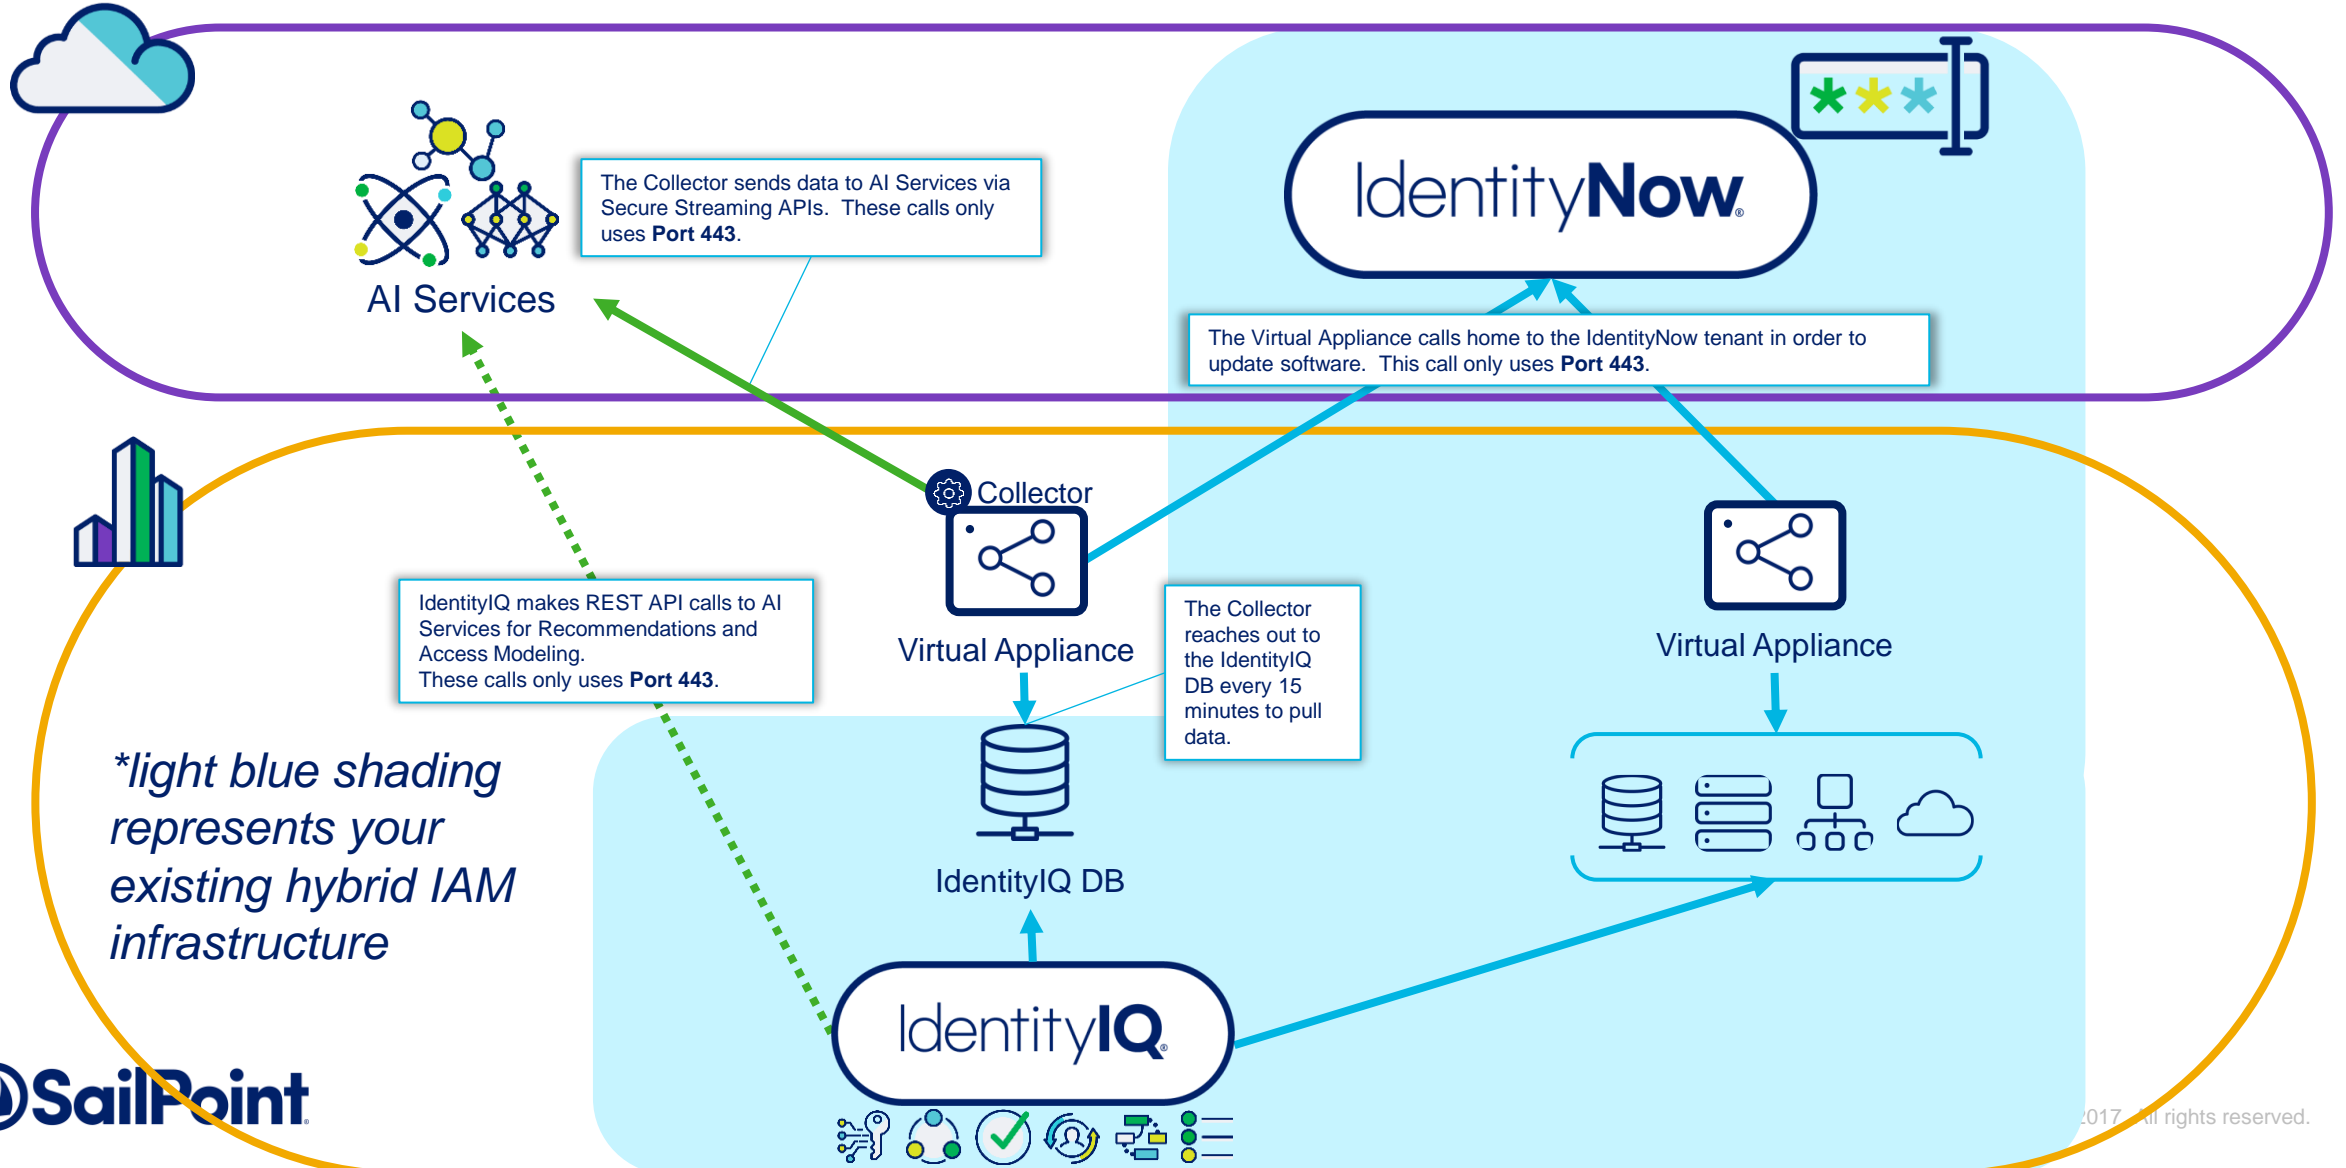 The Collector sends data to AI Services via
Secure Streaming APIs.  These calls only
uses Port 443.
IdentityNow®
AI Services
The Virtual Appliance calls home to the IdentityNow tenant in order to
update software.  This call only uses Port 443.
Collector
IdentityIQ makes REST API calls to AI
Services for Recommendations and
Access Modeling.
These calls only uses Port 443.
Virtual Appliance
The Collector
reaches out to
the IdentityIQ
DB every 15
minutes to pull
data.
Virtual Appliance
*light blue shading
represents your
existing hybrid IAM
infrastructure
IdentityIQ DB
IdentityIQ®
SailPoint
2017. All rights reserved.